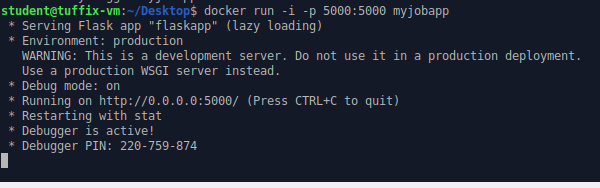 student@tuffix-vm:~/Desktop$ docker run -i -p 5000:5000 myjobapp
* Serving Flask app "flaskapp" (lazy loading)
* Environment: production
WARNING: This is a development server. Do not use it in a production deployment.
Use a production WSGI server instead.
* Debug mode: on
* Running on http://0.0.0.0:5000/ (Press CTRL+C to quit)
* Restarting with stat
* Debugger is active!
* Debugger PIN: 220-759-874